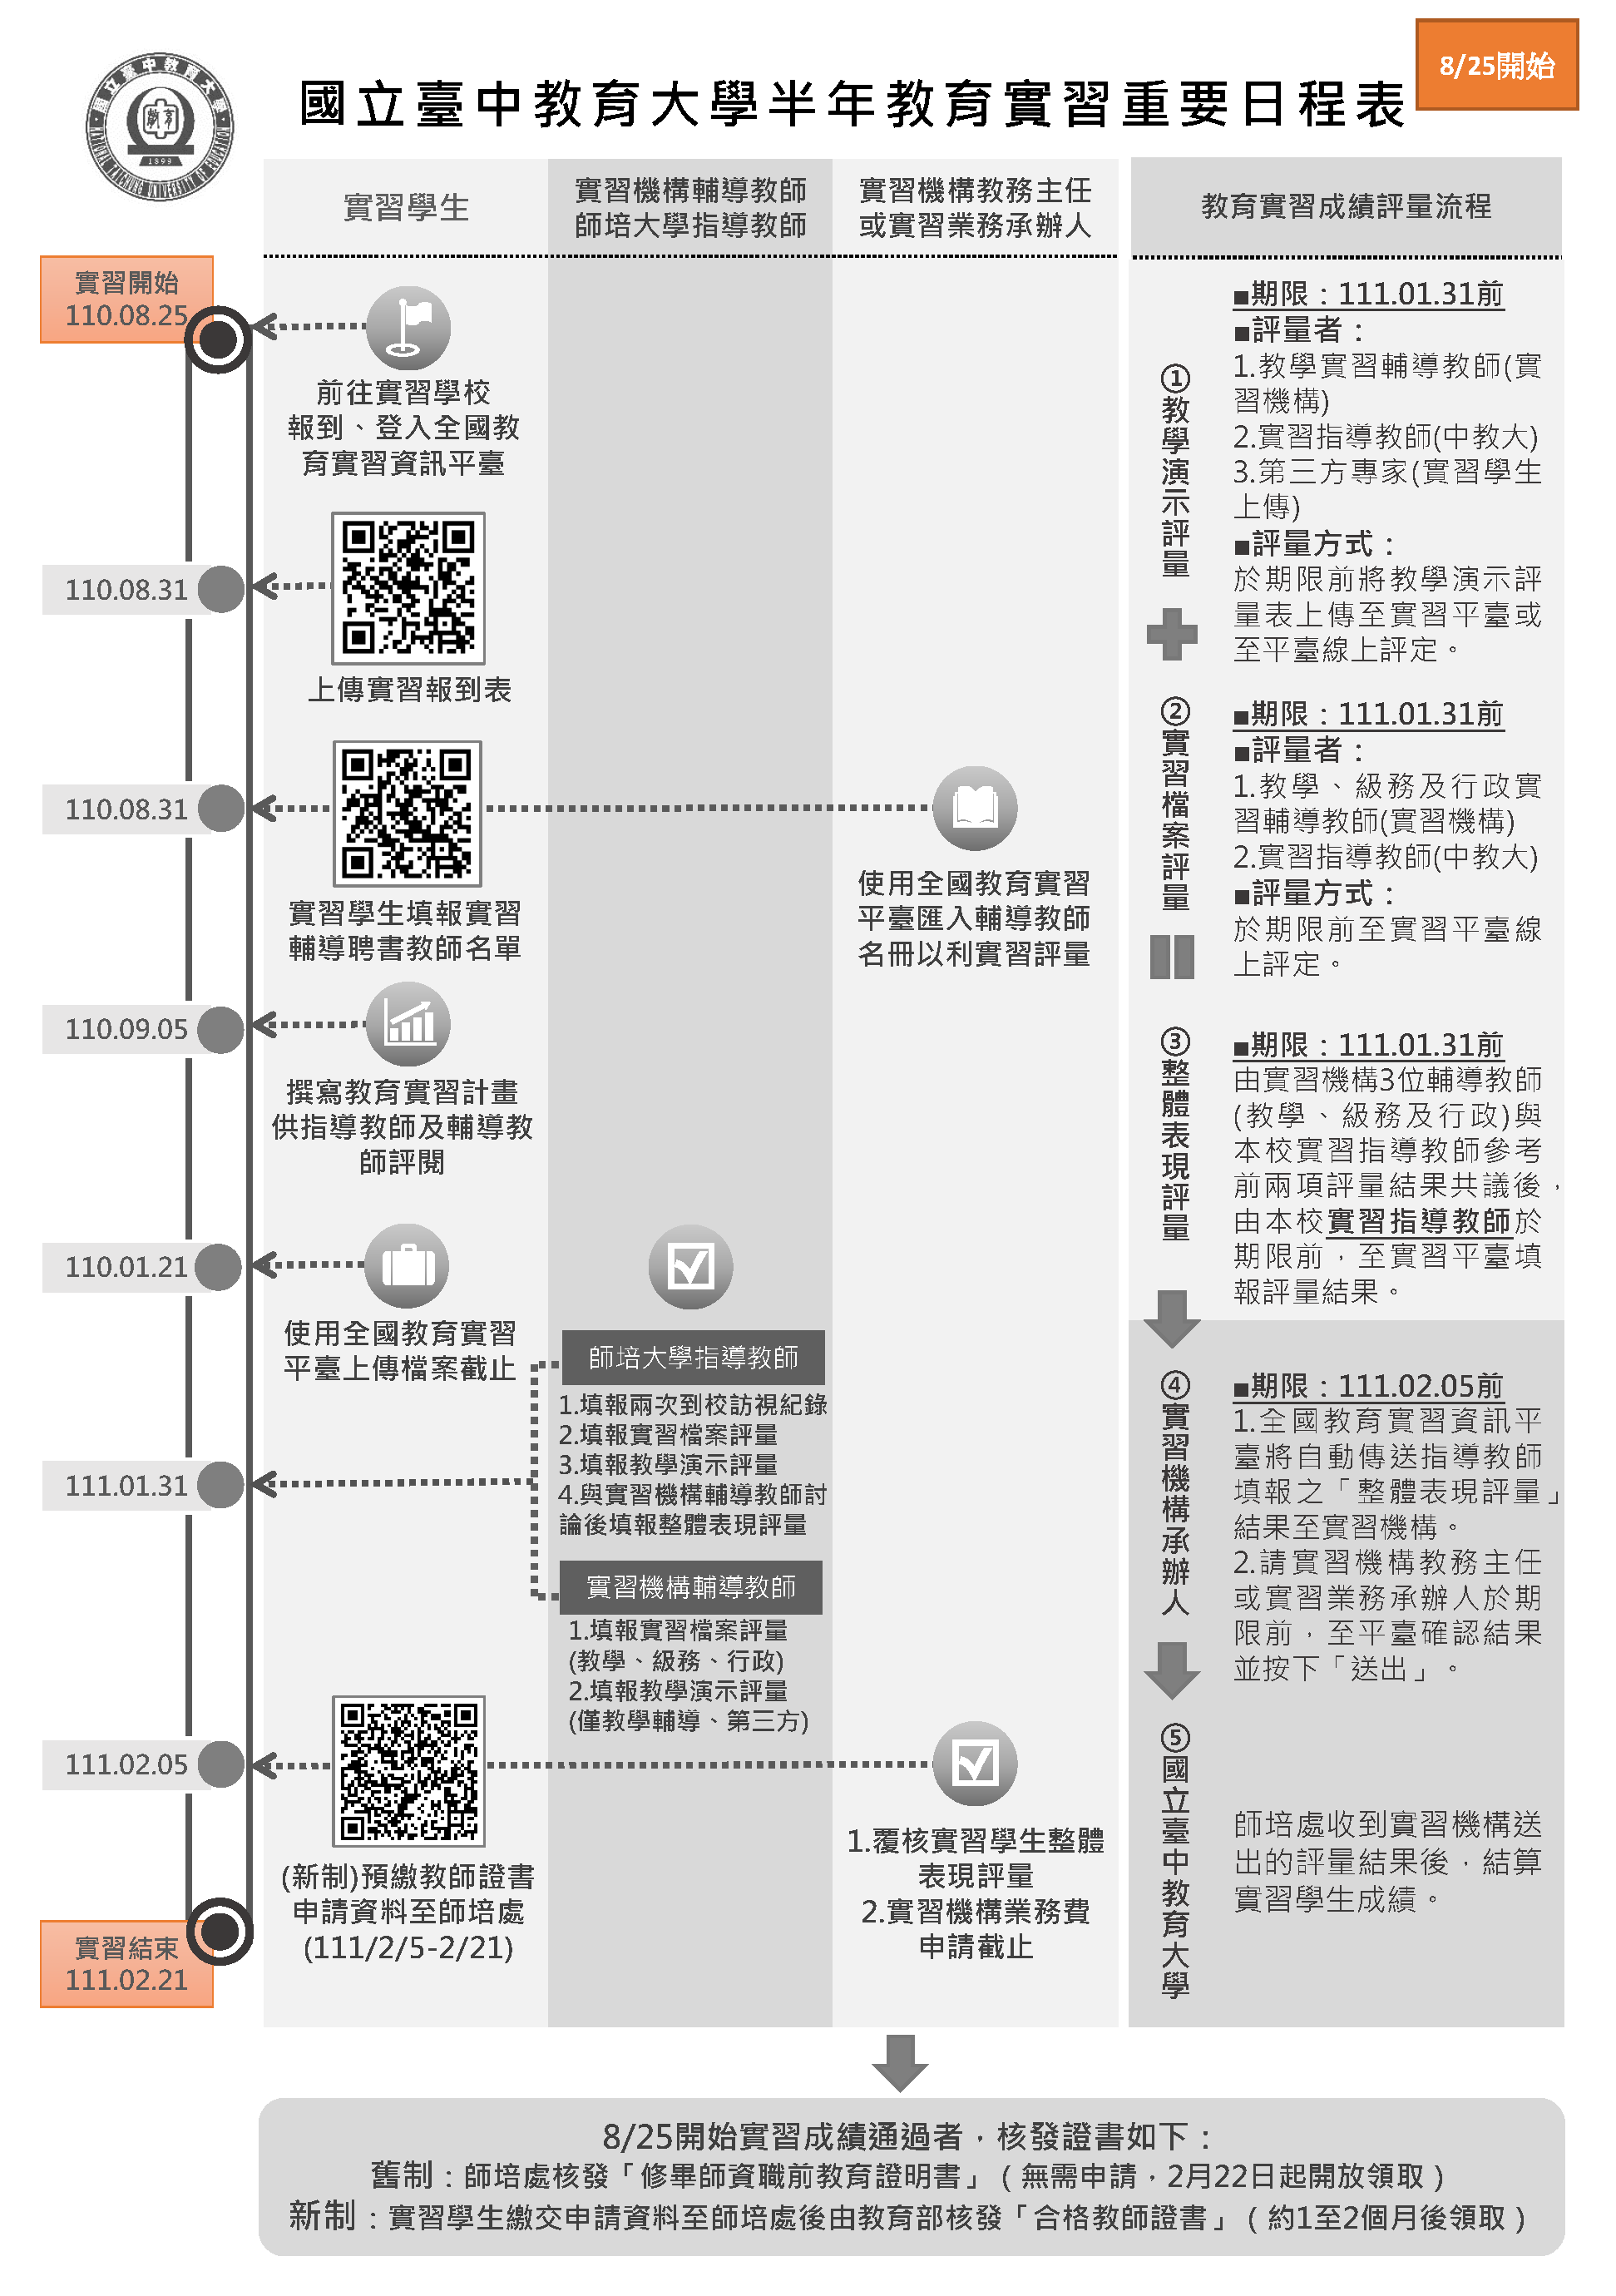 8/25開始
國立臺中教育大學
NATIONAL TAICHUNG UNIVERSITY OF EDUCATION
1899
國立臺中教育大學半年教育實習重要日程表
實習學生
實習機構輔導教師
師培大學指導教師
實習機構教務主任
或實習業務承辦人
教育實習成績評量流程
實習開始
110.08.25
前往實習學校
報到、登入全國教
育實習資訊平臺
110.08.31
上傳實習報到表
110.08.31
實習學生填報實習
輔導聘書教師名單
使用全國教育實習
平臺匯入輔導教師
名冊以利實習評量
110.09.05
撰寫教育實習計畫
供指導教師及輔導教
師評閱
110.01.21
使用全國教育實習
平臺上傳檔案截止
師培大學指導教師
1.填報兩次到校訪視紀錄
2.填報實習檔案評量
3.填報教學演示評量
4.與實習機構輔導教師討
論後填報整體表現評量
111.01.31
實習機構輔導教師
1.填報實習檔案評量
(教學、級務、行政)
2.填報教學演示評量
(僅教學輔導、第三方)
111.02.05
(新制)預繳教師證書
申請資料至師培處
(111/2/5-2/21)
1.覆核實習學生整體
表現評量
2.實習機構業務費
申請截止
實習結束
111.02.21
①教學演示評量
■期限：111.01.31前
■評量者：
1.教學實習輔導教師(實
習機構)
2.實習指導教師(中教大)
3.第三方專家(實習學生
上傳)
■評量方式：
於期限前將教學演示評
量表上傳至實習平臺或
至平臺線上評定。
②實習檔案評量
■期限：111.01.31前
■評量者：
1.教學、級務及行政實
習輔導教師(實習機構)
2.實習指導教師(中教大)
■評量方式：
於期限前至實習平臺線
上評定。
③整體表現評量
■期限：111.01.31前
由實習機構3位輔導教師
(教學、級務及行政)與
本校實習指導教師參考
前兩項評量結果共議後，
由本校實習指導教師於
期限前，至實習平臺填
報評量結果。
④實習機構承辦人
■期限：111.02.05前
1.全國教育實習資訊平
臺將自動傳送指導教師
填報之「整體表現評量」
結果至實習機構。
2.請實習機構教務主任
或實習業務承辦人於期
限前，至平臺確認結果
並按下「送出」。
⑤國立臺中教育大學
師培處收到實習機構送
出的評量結果後，結算
實習學生成績。
8/25開始實習成績通過者，核發證書如下：
舊制：師培處核發「修畢師資職前教育證明書」（無需申請，2月22日起開放領取）
新制：實習學生繳交申請資料至師培處後由教育部核發「合格教師證書」（約1至2個月後領取）